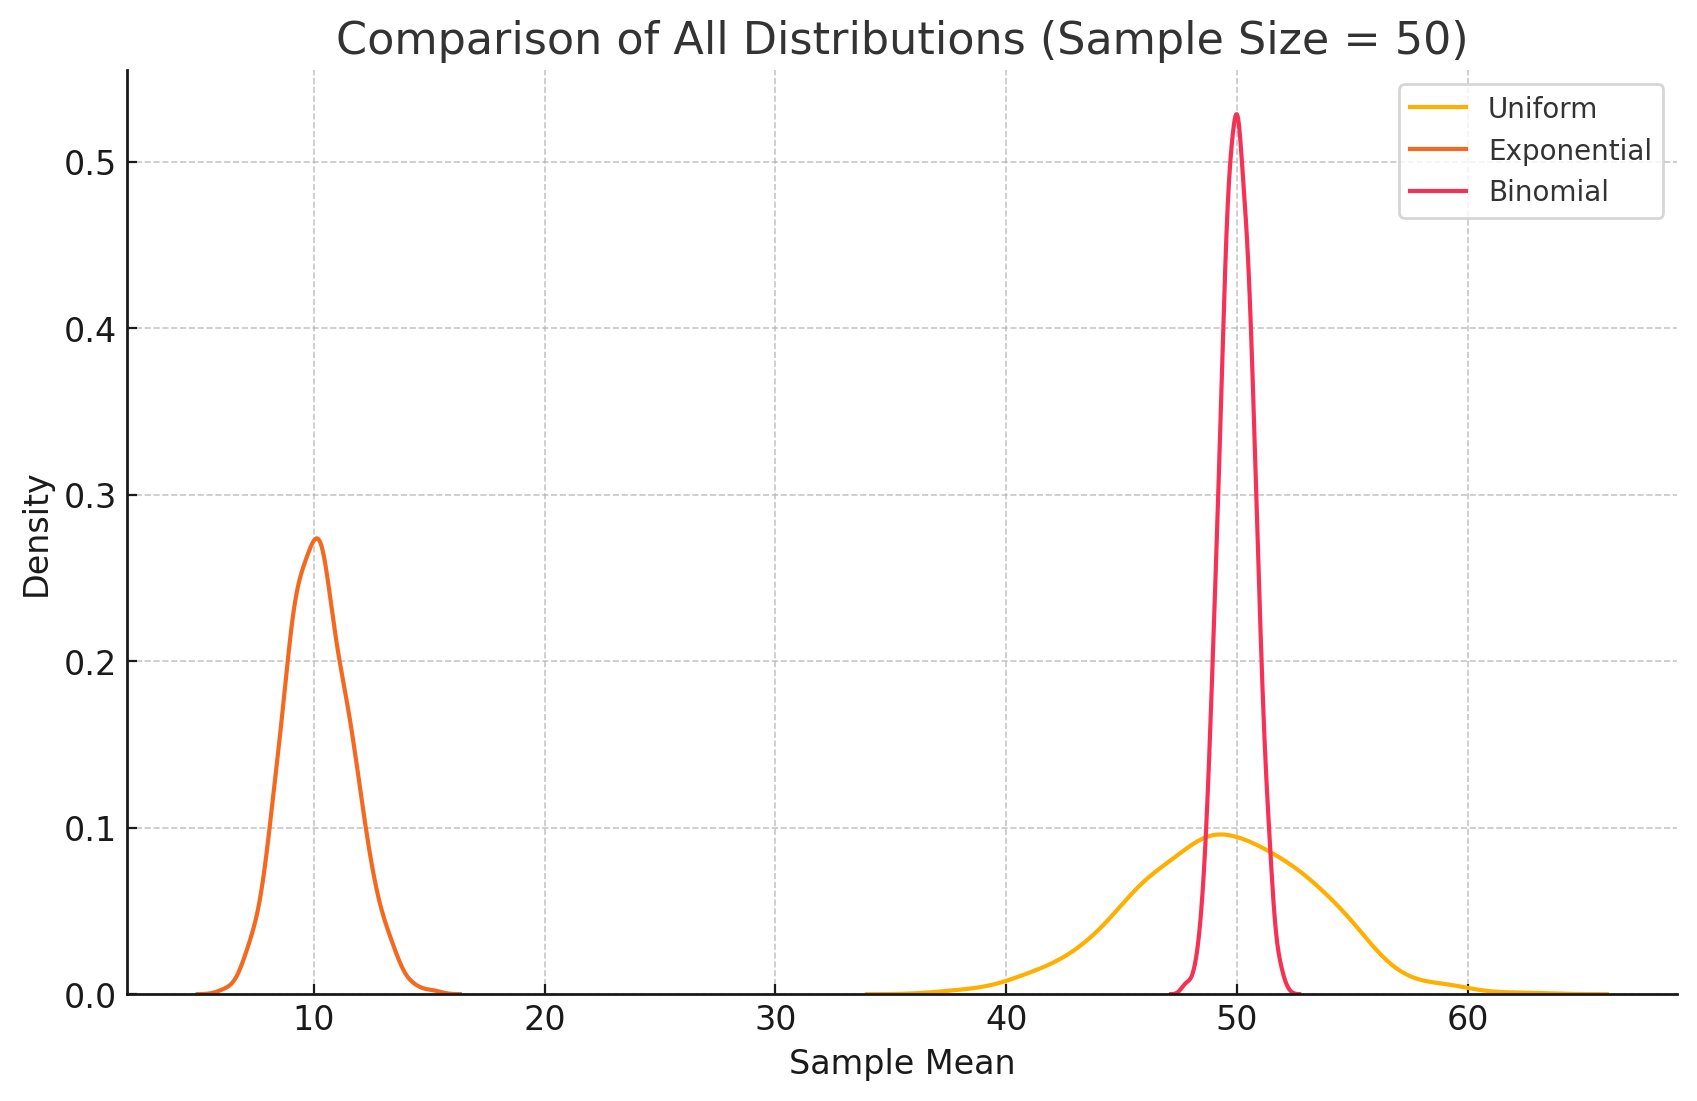 Comparison of All Distributions (Sample Size = 50)
Uniform
Exponential
Binomial
Density
0.5
0.4
0.3
0.2
0.1
0.0
10 20 30 40 50 60
Sample Mean